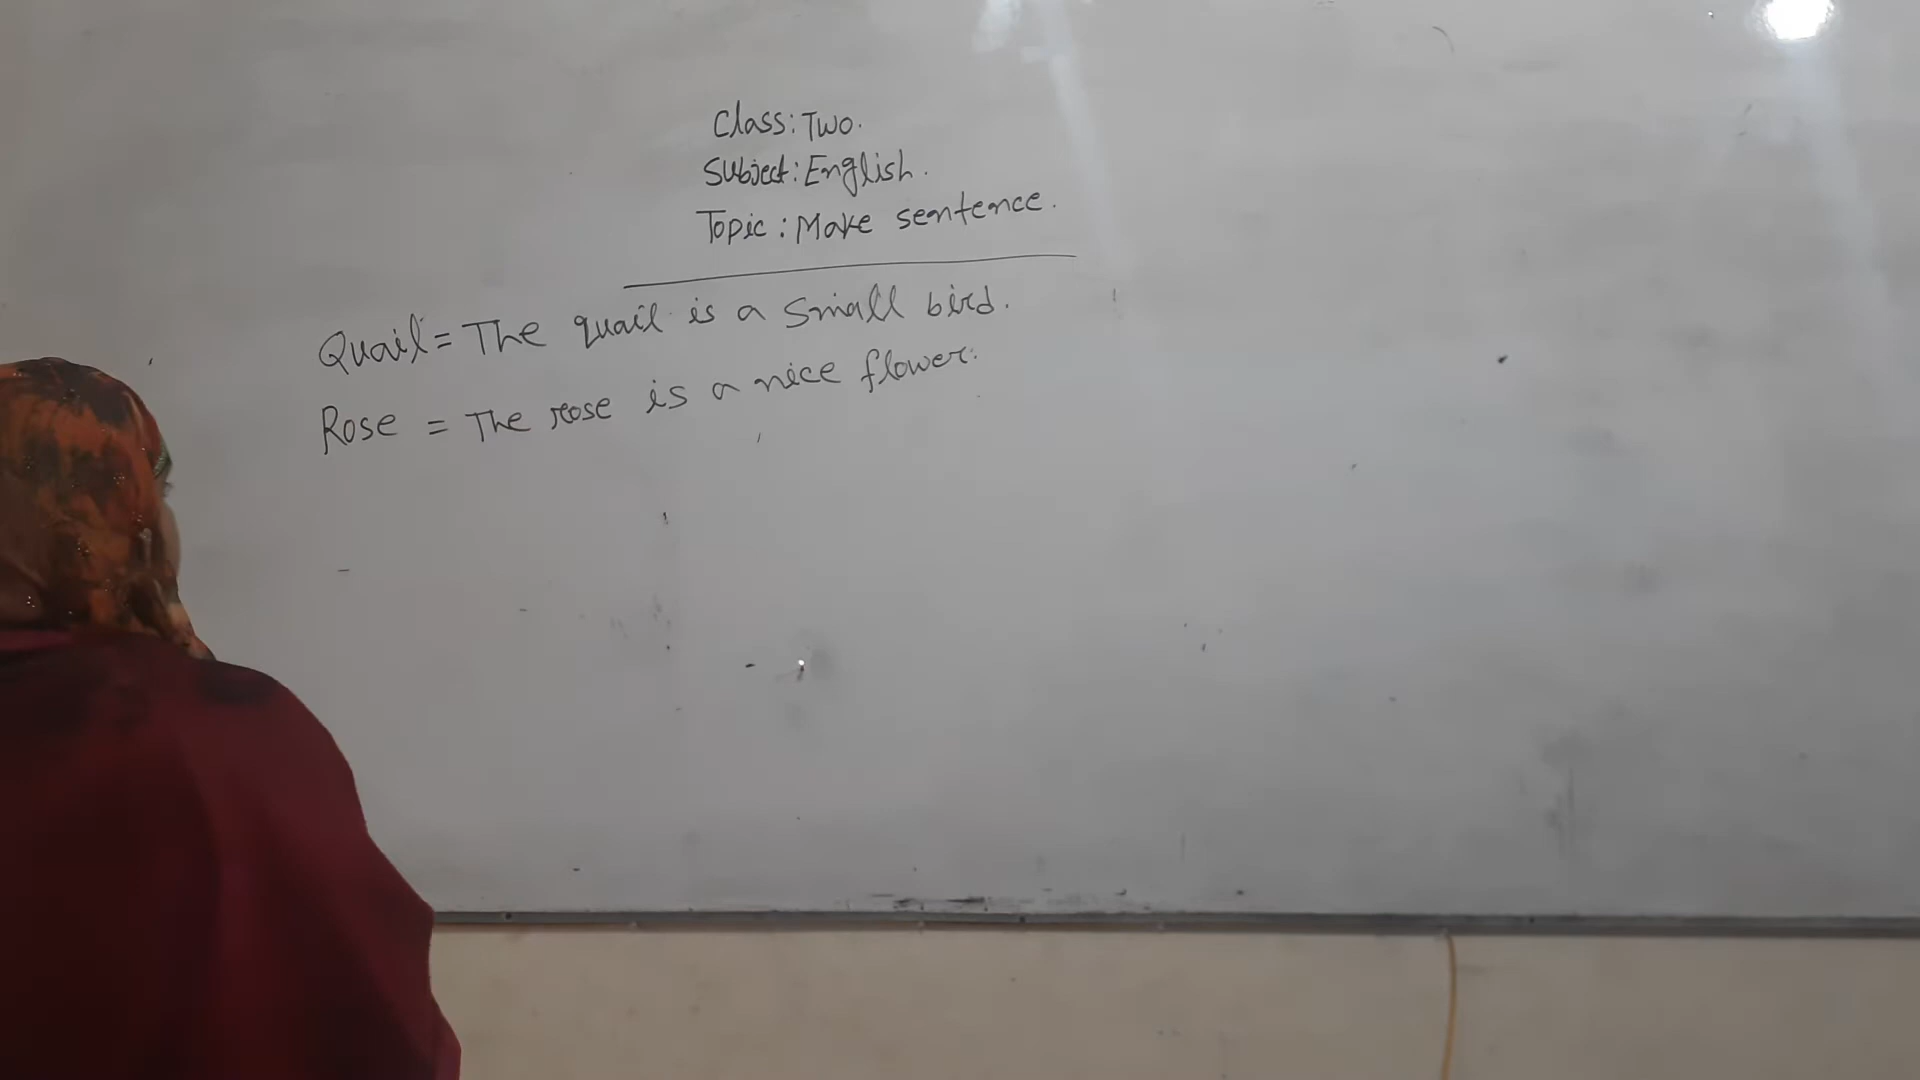 Class: Two.
Subject: English.
Topic: Make sentence.
Quail = The quail is a small bird.
Rose = The rose is a nice flower.